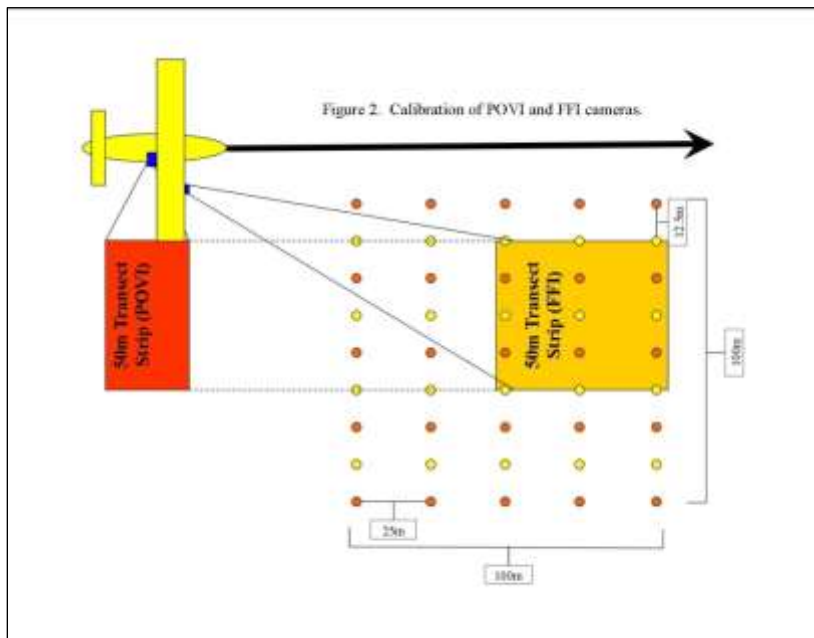 Figure 2. Calibration of POVI and FFI cameras.
12.5m
50m Transect
Strip (POVI)
50m Transect
Strip (FFI)
100m
25m
100m